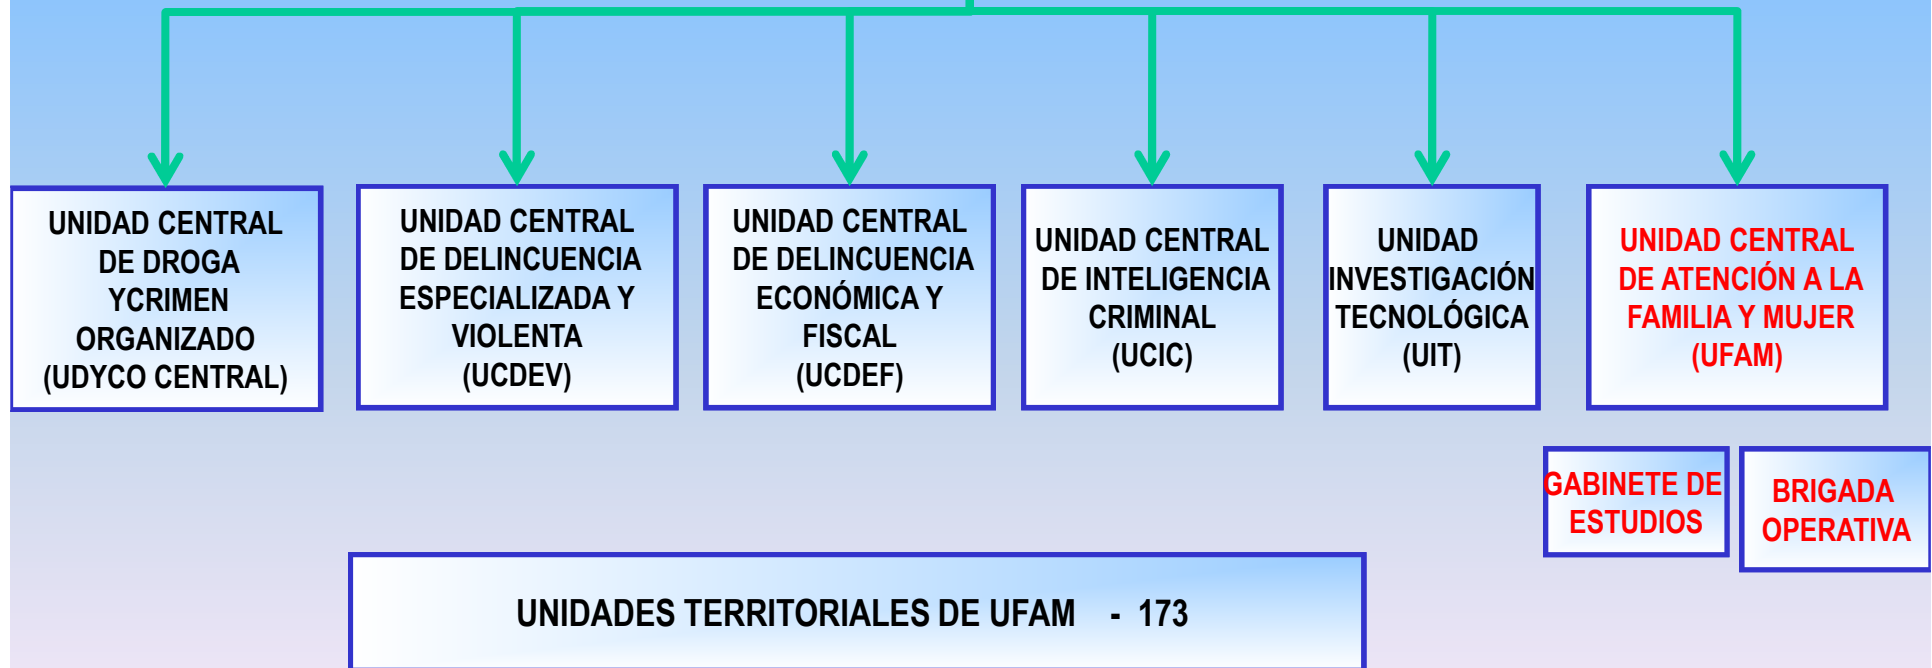 UNIDAD CENTRAL
DE DROGA
YCRIMEN
ORGANIZADO
(UDYCO CENTRAL)
UNIDAD CENTRAL
DE DELINCUENCIA
ESPECIALIZADA Y
VIOLENTA
(UCDEV)
UNIDAD CENTRAL
DE DELINCUENCIA
ECONÓMICA Y
FISCAL
(UCDEF)
UNIDAD CENTRAL
DE INTELIGENCIA
CRIMINAL
(UCIC)
UNIDAD
INVESTIGACIÓN
TECNOLÓGICA
(UIT)
UNIDAD CENTRAL
DE ATENCIÓN A LA
FAMILIA Y MUJER
(UFAM)
GABINETE DE
ESTUDIOS
BRIGADA
OPERATIVA
UNIDADES TERRITORIALES DE UFAM - 173